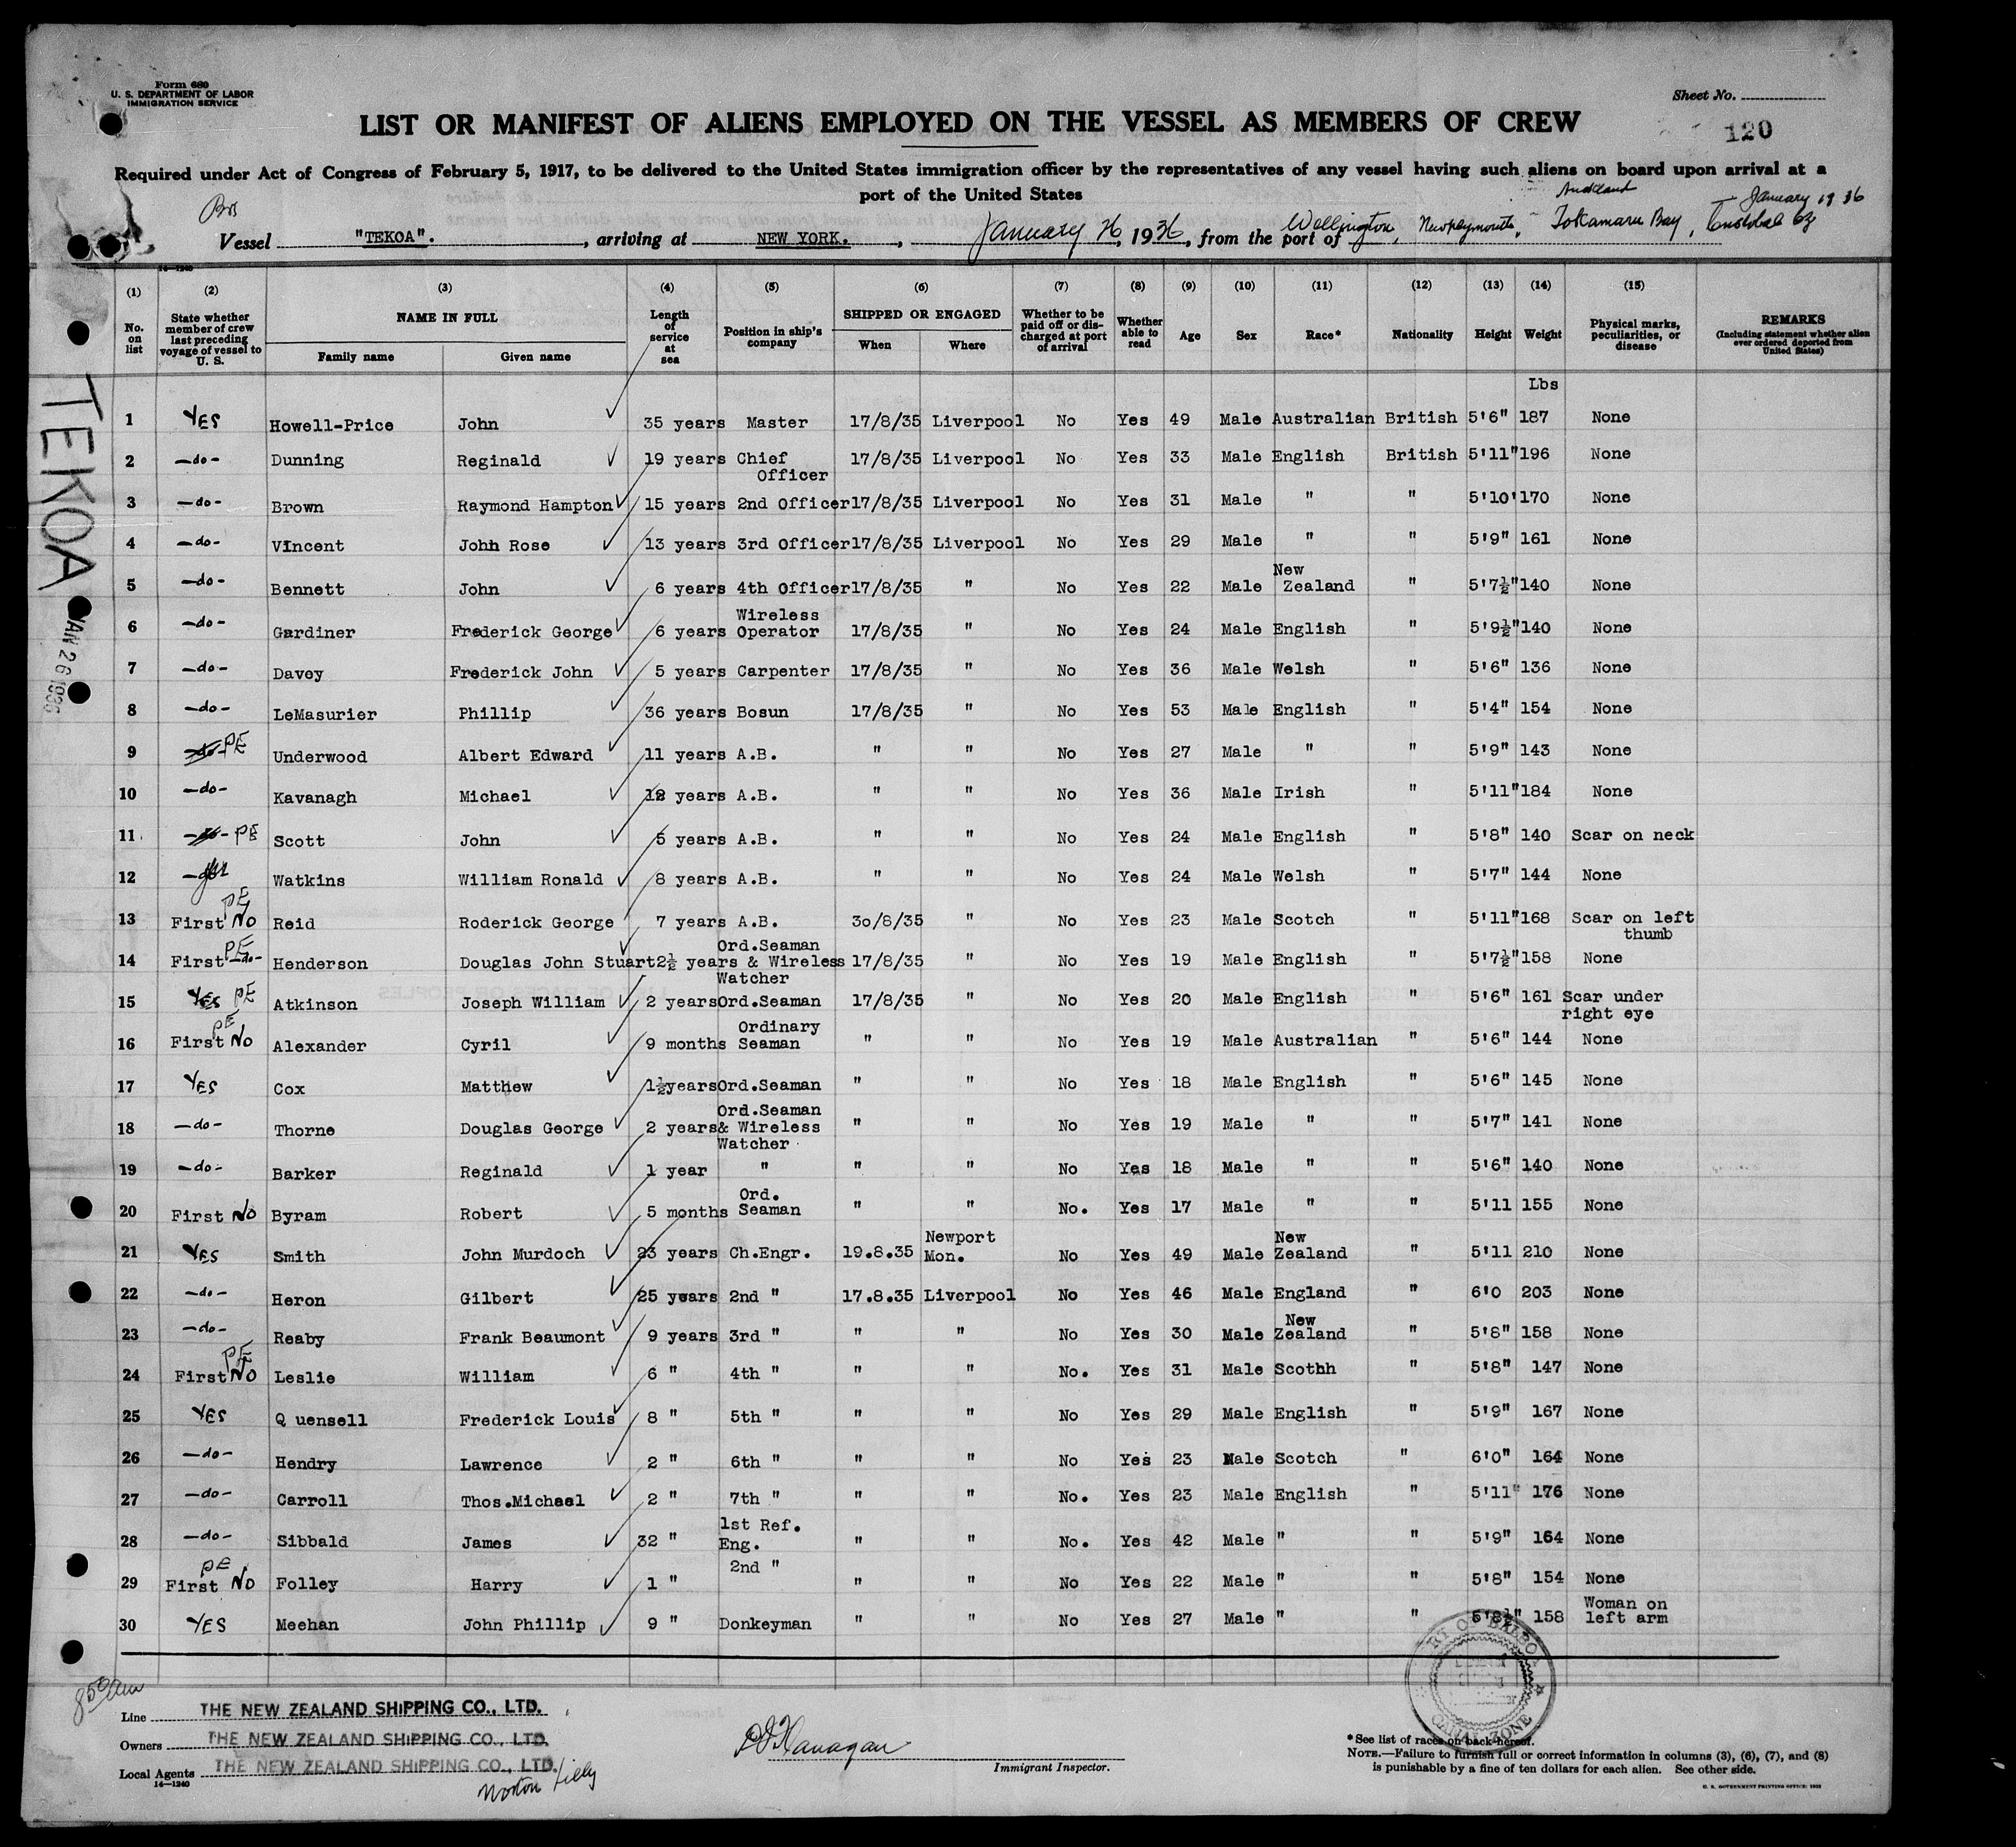 Form 680
U. S. DEPARTMENT OF LABOR
IMMIGRATION SERVICE
Sheet No.
LIST OR MANIFEST OF ALIENS EMPLOYED ON THE VESSEL AS MEMBERS OF CREW
120
Required under Act of Congress of February 5, 1917, to be delivered to the United States immigration officer by the representatives of any vessel having such aliens on board upon arrival at a
port of the United States
Auckland
Br
January 1936
Vessel "TEKOA". , arriving at NEW YORK. , January 26, 1936, from the port of Wellington, New Plymouth, Tokamaru Bay, Cristobal Cz
14—1240
(1) (2) (3) (4) (5) (6) (7) (8) (9) (10) (11) (12) (13) (14) (15)
No. on list State whether member of crew last preceding voyage of vessel to U. S. NAME IN FULL Family name Given name Length of service at sea Position in ship's company SHIPPED OR ENGAGED When Where Whether to be paid off or discharged at port of arrival Whether able to read Age Sex Race* Nationality Height Weight Physical marks, peculiarities, or disease REMARKS (Including statement whether alien ever ordered deported from United States)
Lbs
1 YES Howell-Price John 35 years Master 17/8/35 Liverpool No Yes 49 Male Australian British 5'6" 187 None
2 -do- Dunning Reginald 19 years Chief Officer 17/8/35 Liverpool No Yes 33 Male English British 5'11" 196 None
3 -do- Brown Raymond Hampton 15 years 2nd Officer 17/8/35 Liverpool No Yes 31 Male " " 5'10' 170 None
4 -do- Vincent John Rose 13 years 3rd Officer 17/8/35 Liverpool No Yes 29 Male " " 5'9" 161 None
5 -do- Bennett John 6 years 4th Officer 17/8/35 " No Yes 22 Male New Zealand " 5'7½" 140 None
6 -do- Gardiner Frederick George 6 years Wireless Operator 17/8/35 " No Yes 24 Male English " 5'9½" 140 None
7 -do- Davey Frederick John 5 years Carpenter 17/8/35 " No Yes 36 Male Welsh " 5'6" 136 None
8 -do- LeMasurier Phillip 36 years Bosun 17/8/35 " No Yes 53 Male English " 5'4" 154 None
9 -do- PE Underwood Albert Edward 11 years A.B. " " No Yes 27 Male " " 5'9" 143 None
10 -do- Kavanagh Michael 12 years A.B. " " No Yes 36 Male Irish " 5'11" 184 None
11 -do- PE Scott John 5 years A.B. " " No Yes 24 Male English " 5'8" 140 Scar on neck
12 Watkins William Ronald 8 years A.B. " " No Yes 24 Male Welsh " 5'7" 144 None
13 First No PE Reid Roderick George 7 years A.B. 30/8/35 " No Yes 23 Male Scotch " 5'11" 168 Scar on left thumb
14 First -do- PE Henderson Douglas John Stuart 2½ years Ord.Seaman & Wireless Watcher 17/8/35 " No Yes 19 Male English " 5'7½" 158 None
15 YES PE Atkinson Joseph William 2 years Ord.Seaman 17/8/35 " No Yes 20 Male English " 5'6" 161 Scar under right eye
16 First No PE Alexander Cyril 9 months Ordinary Seaman " " No Yes 19 Male Australian " 5'6" 144 None
17 YES Cox Matthew 1½years Ord.Seaman " " No Yes 18 Male English " 5'6" 145 None
18 -do- Thorne Douglas George 2 years Ord.Seaman & Wireless Watcher " " No Yes 19 Male " " 5'7" 141 None
19 -do- Barker Reginald 1 year " " " No Yes 18 Male " " 5'6" 140 None
20 First No Byram Robert 5 months Ord. Seaman " " No. Yes 17 Male " " 5'11 155 None
21 YES Smith John Murdoch 23 years Ch.Engr. 19.8.35 Newport Mon. No Yes 49 Male New Zealand " 5'11 210 None
22 -do- Heron Gilbert 25 years 2nd " 17.8.35 Liverpool No Yes 46 Male England " 6'0 203 None
23 -do- Reaby Frank Beaumont 9 years 3rd " " " No Yes 30 Male New Zealand " 5'8" 158 None
24 First No PE Leslie William 6 " 4th " " " No. Yes 31 Male Scothh " 5'8" 147 None
25 YES Q uensell Frederick Louis 8 " 5th " " " No Yes 29 Male English " 5'9" 167 None
26 -do- Hendry Lawrence 2 " 6th " " " No Yes 23 Male Scotch " 6'0" 164 None
27 -do- Carroll Thos.Michael 2 " 7th " " " No. Yes 23 Male English " 5'11" 176 None
28 -do- Sibbald James 32 " 1st Ref. Eng. " " No. Yes 42 Male " " 5'9" 164 None
29 First No PE Folley Harry 1 " 2nd " " " No Yes 22 Male " " 5'8" 154 None
30 YES Meehan John Phillip 9 " Donkeyman " " No Yes 27 Male " " 5'8½" 158 Woman on left arm
TEKOA
JAN 26 1936
PORT OF BALBOA
CANAL ZONE
850 am
Line THE NEW ZEALAND SHIPPING CO., LTD.
Owners THE NEW ZEALAND SHIPPING CO., LTD.
Local Agents THE NEW ZEALAND SHIPPING CO., LTD.
Norton Lilly
14—1240
Flanagan
Immigrant Inspector.
*See list of races on back hereof.
NOTE.—Failure to furnish full or correct information in columns (3), (6), (7), and (8)
is punishable by a fine of ten dollars for each alien. See other side.
U. S. GOVERNMENT PRINTING OFFICE: 1932